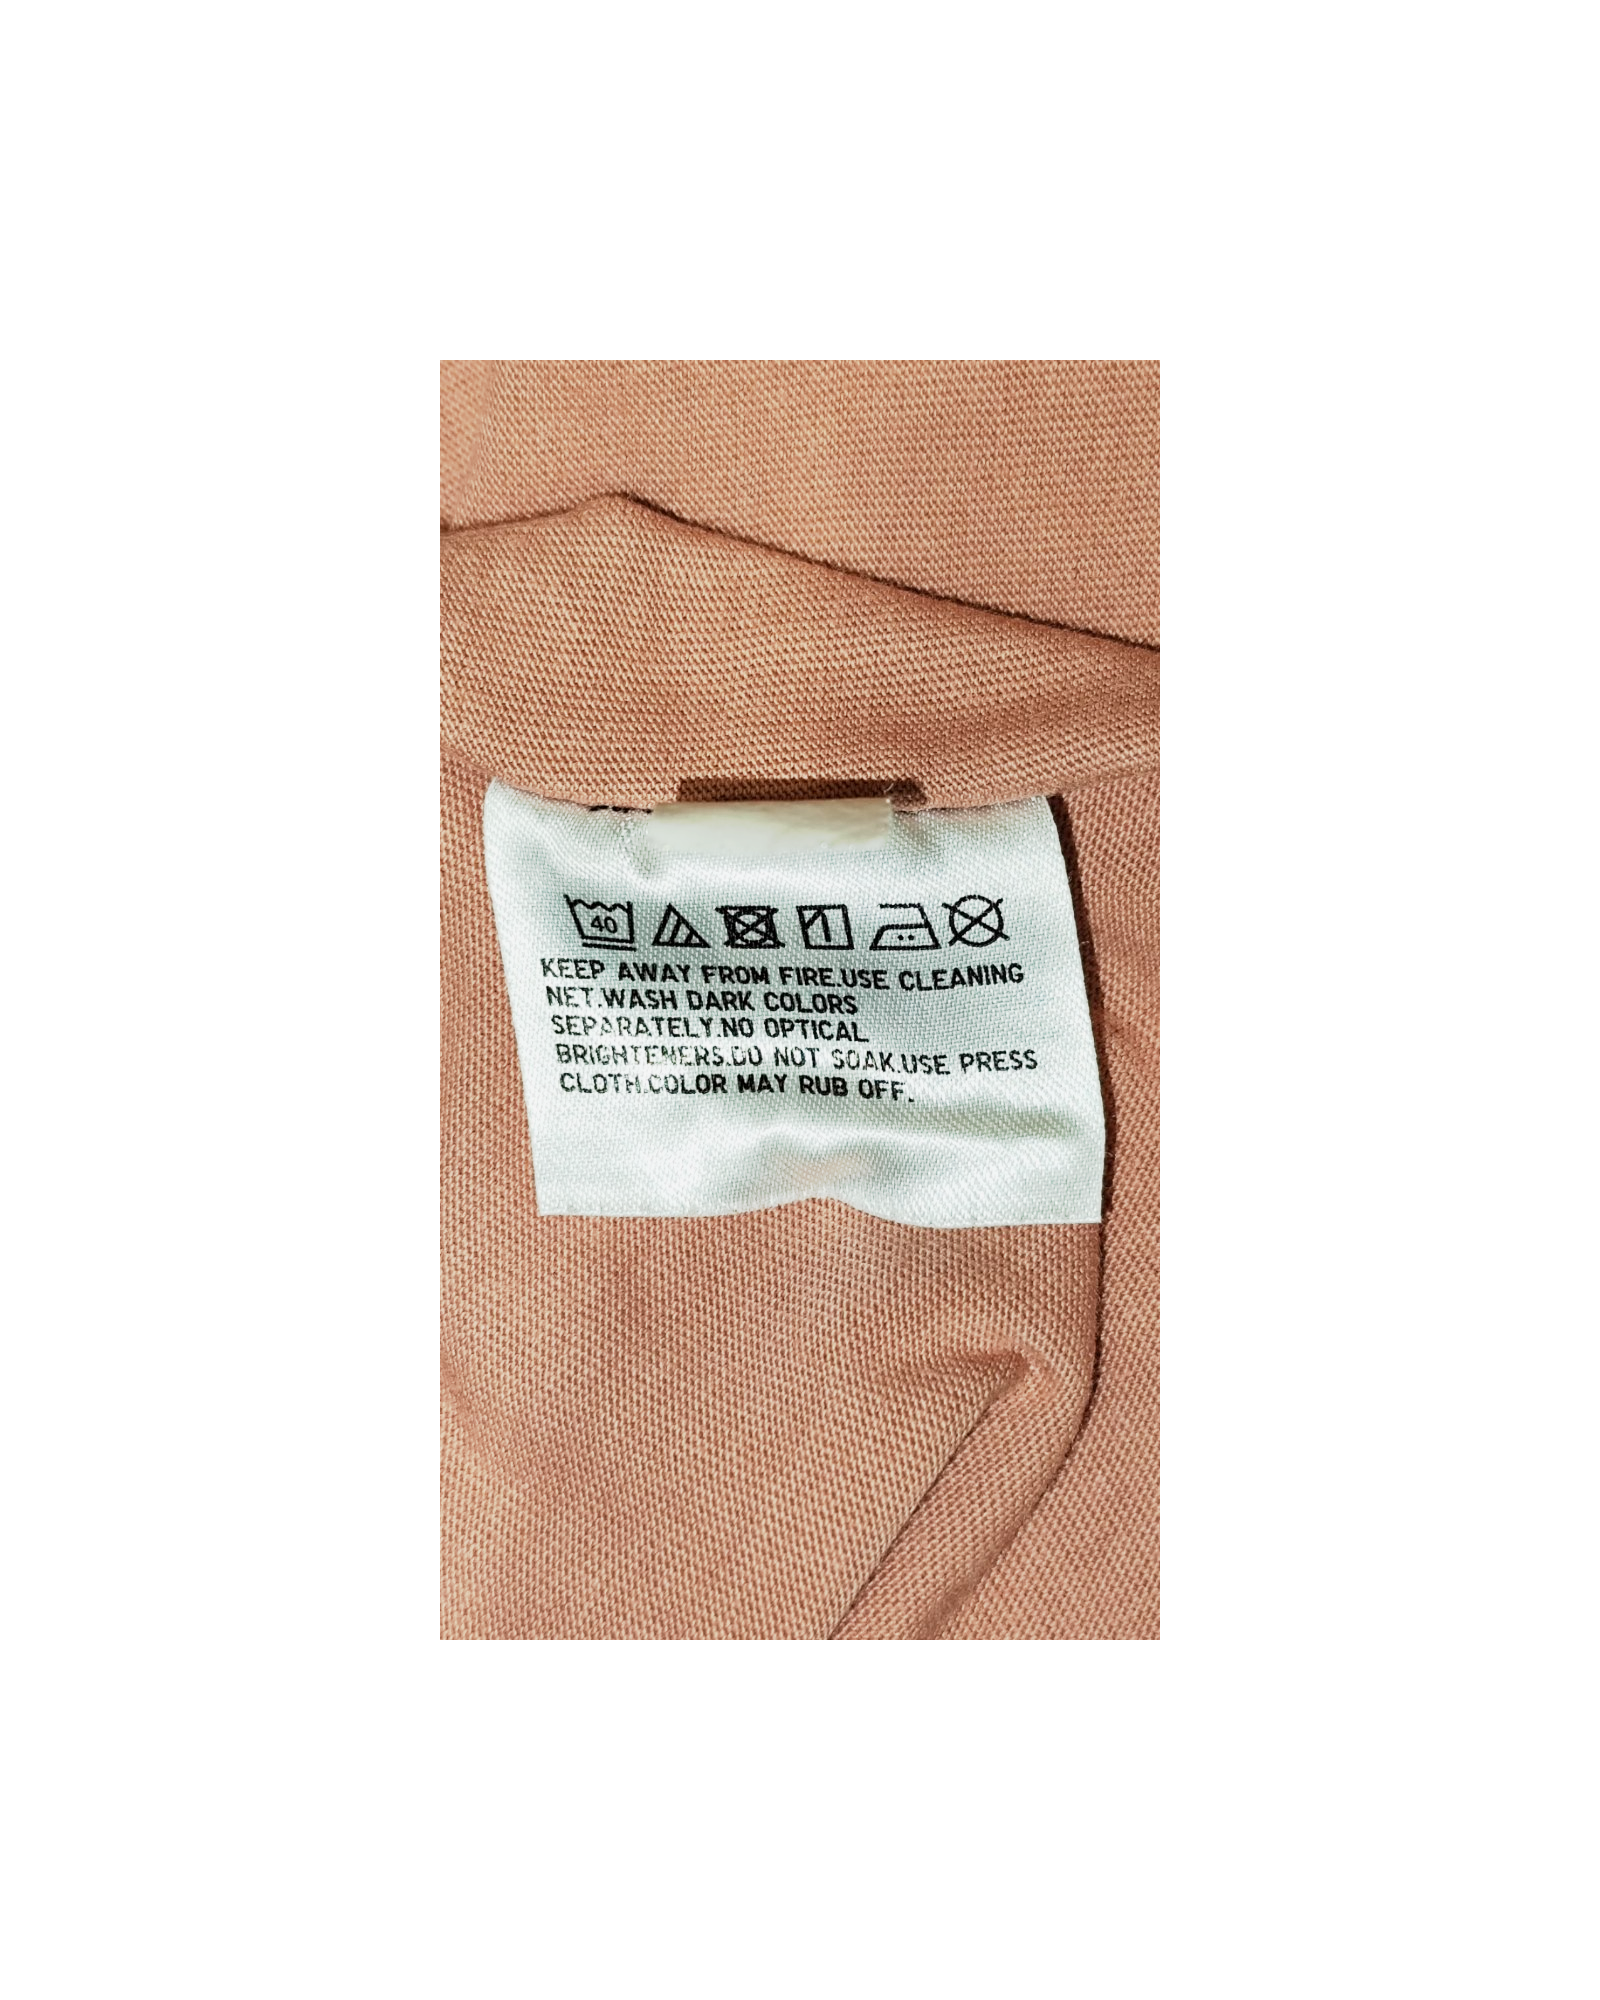 40
KEEP AWAY FROM FIRE.USE CLEANING
NET.WASH DARK COLORS
SEPARATELY.NO OPTICAL
BRIGHTENERS.DO NOT SOAK.USE PRESS
CLOTH.COLOR MAY RUB OFF.